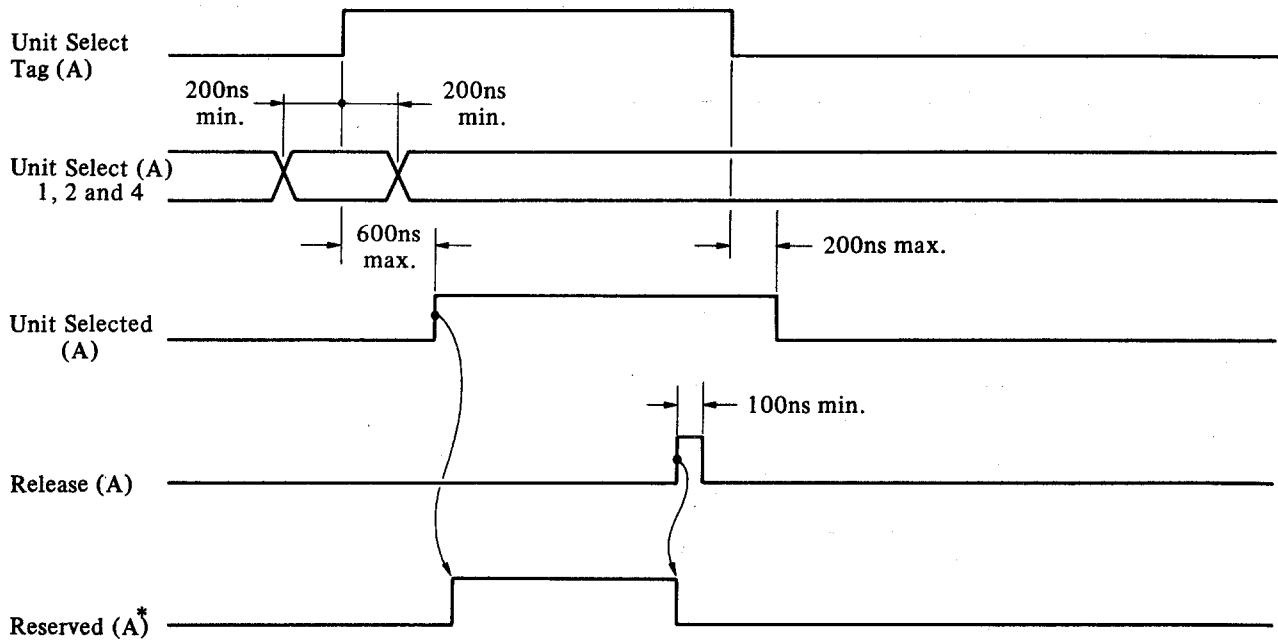 Unit Select
Tag (A)
200ns
min.
200ns
min.
Unit Select (A)
1, 2 and 4
600ns
max.
200ns max.
Unit Selected
(A)
100ns min.
Release (A)
Reserved (A)*